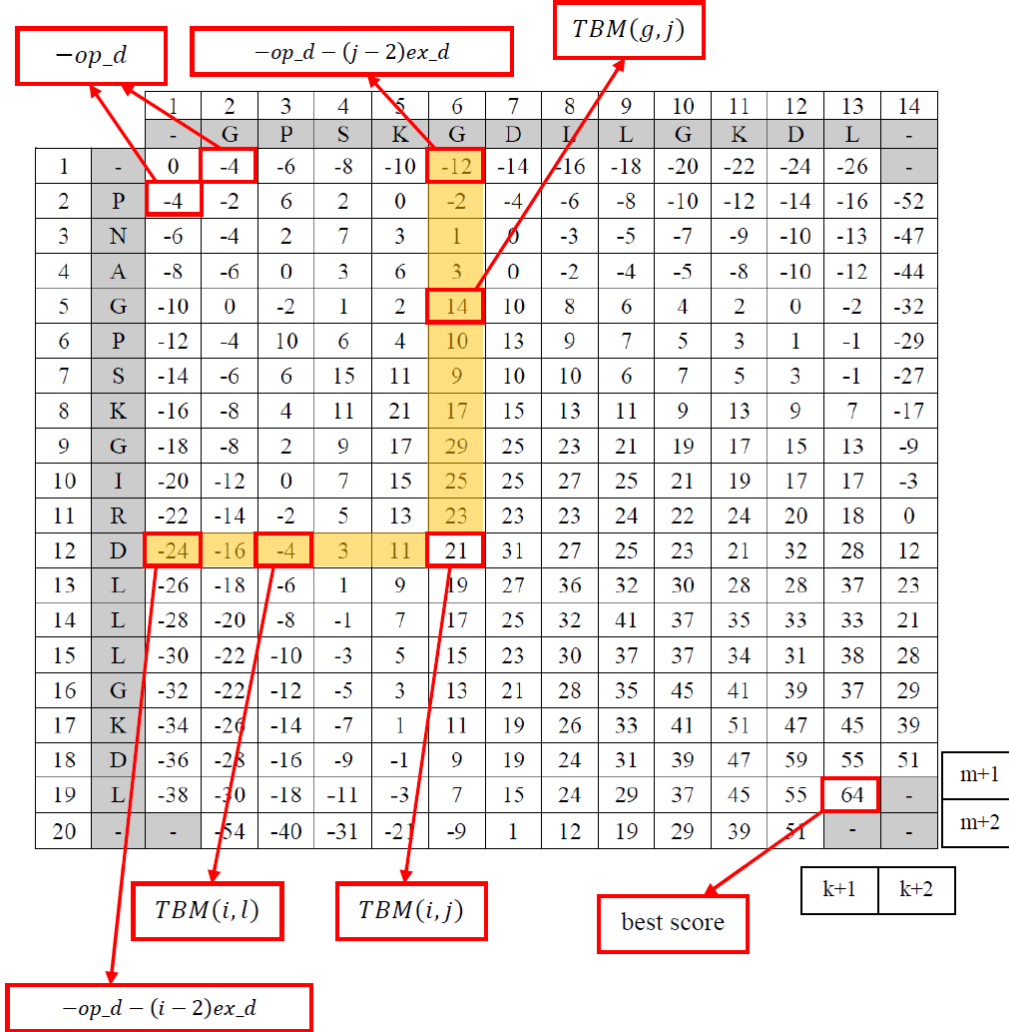 TBM(g, j)
−op_d
−op_d − (j − 2)ex_d
1 2 3 4 5 6 7 8 9 10 11 12 13 14
- G P S K G D L L G K D L -
1 - 0 -4 -6 -8 -10 -12 -14 -16 -18 -20 -22 -24 -26 -
2 P -4 -2 6 2 0 -2 -4 -6 -8 -10 -12 -14 -16 -52
3 N -6 -4 2 7 3 1 0 -3 -5 -7 -9 -10 -13 -47
4 A -8 -6 0 3 6 3 0 -2 -4 -5 -8 -10 -12 -44
5 G -10 0 -2 1 2 14 10 8 6 4 2 0 -2 -32
6 P -12 -4 10 6 4 10 13 9 7 5 3 1 -1 -29
7 S -14 -6 6 15 11 9 10 10 6 7 5 3 -1 -27
8 K -16 -8 4 11 21 17 15 13 11 9 13 9 7 -17
9 G -18 -8 2 9 17 29 25 23 21 19 17 15 13 -9
10 I -20 -12 0 7 15 25 25 27 25 21 19 17 17 -3
11 R -22 -14 -2 5 13 23 23 23 24 22 24 20 18 0
12 D -24 -16 -4 3 11 21 31 27 25 23 21 32 28 12
13 L -26 -18 -6 1 9 19 27 36 32 30 28 28 37 23
14 L -28 -20 -8 -1 7 17 25 32 41 37 35 33 33 21
15 L -30 -22 -10 -3 5 15 23 30 37 37 34 31 38 28
16 G -32 -22 -12 -5 3 13 21 28 35 45 41 39 37 29
17 K -34 -26 -14 -7 1 11 19 26 33 41 51 47 45 39
18 D -36 -28 -16 -9 -1 9 19 24 31 39 47 59 55 51
m+1
19 L -38 -30 -18 -11 -3 7 15 24 29 37 45 55 64 -
m+2
20 - - -54 -40 -31 -21 -9 1 12 19 29 39 51 - -
k+1 k+2
TBM(i, l)
TBM(i, j)
best score
−op_d − (i − 2)ex_d